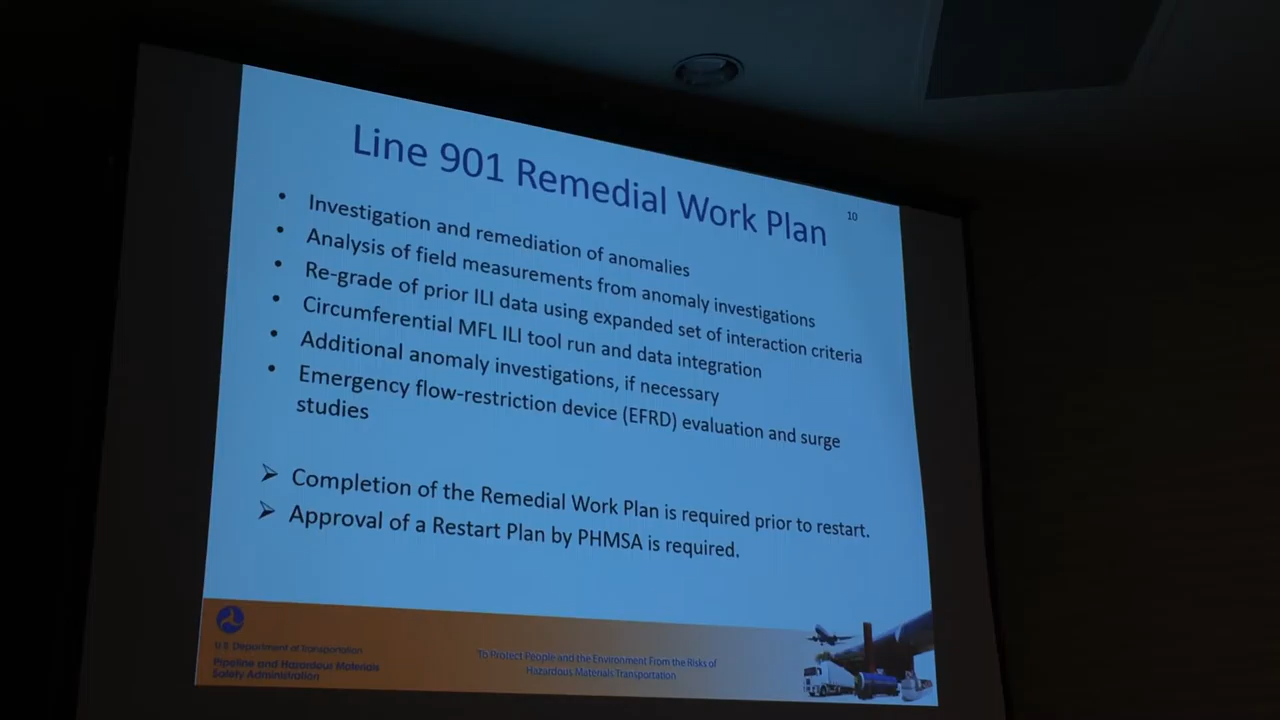 Line 901 Remedial Work Plan
10
• Investigation and remediation of anomalies
• Analysis of field measurements from anomaly investigations
• Re-grade of prior ILI data using expanded set of interaction criteria
• Circumferential MFL ILI tool run and data integration
• Additional anomaly investigations, if necessary
• Emergency flow-restriction device (EFRD) evaluation and surge
studies
➢ Completion of the Remedial Work Plan is required prior to restart.
➢ Approval of a Restart Plan by PHMSA is required.
U.S. Department of Transportation
Pipeline and Hazardous Materials
Safety Administration
To Protect People and the Environment From the Risks of
Hazardous Materials Transportation